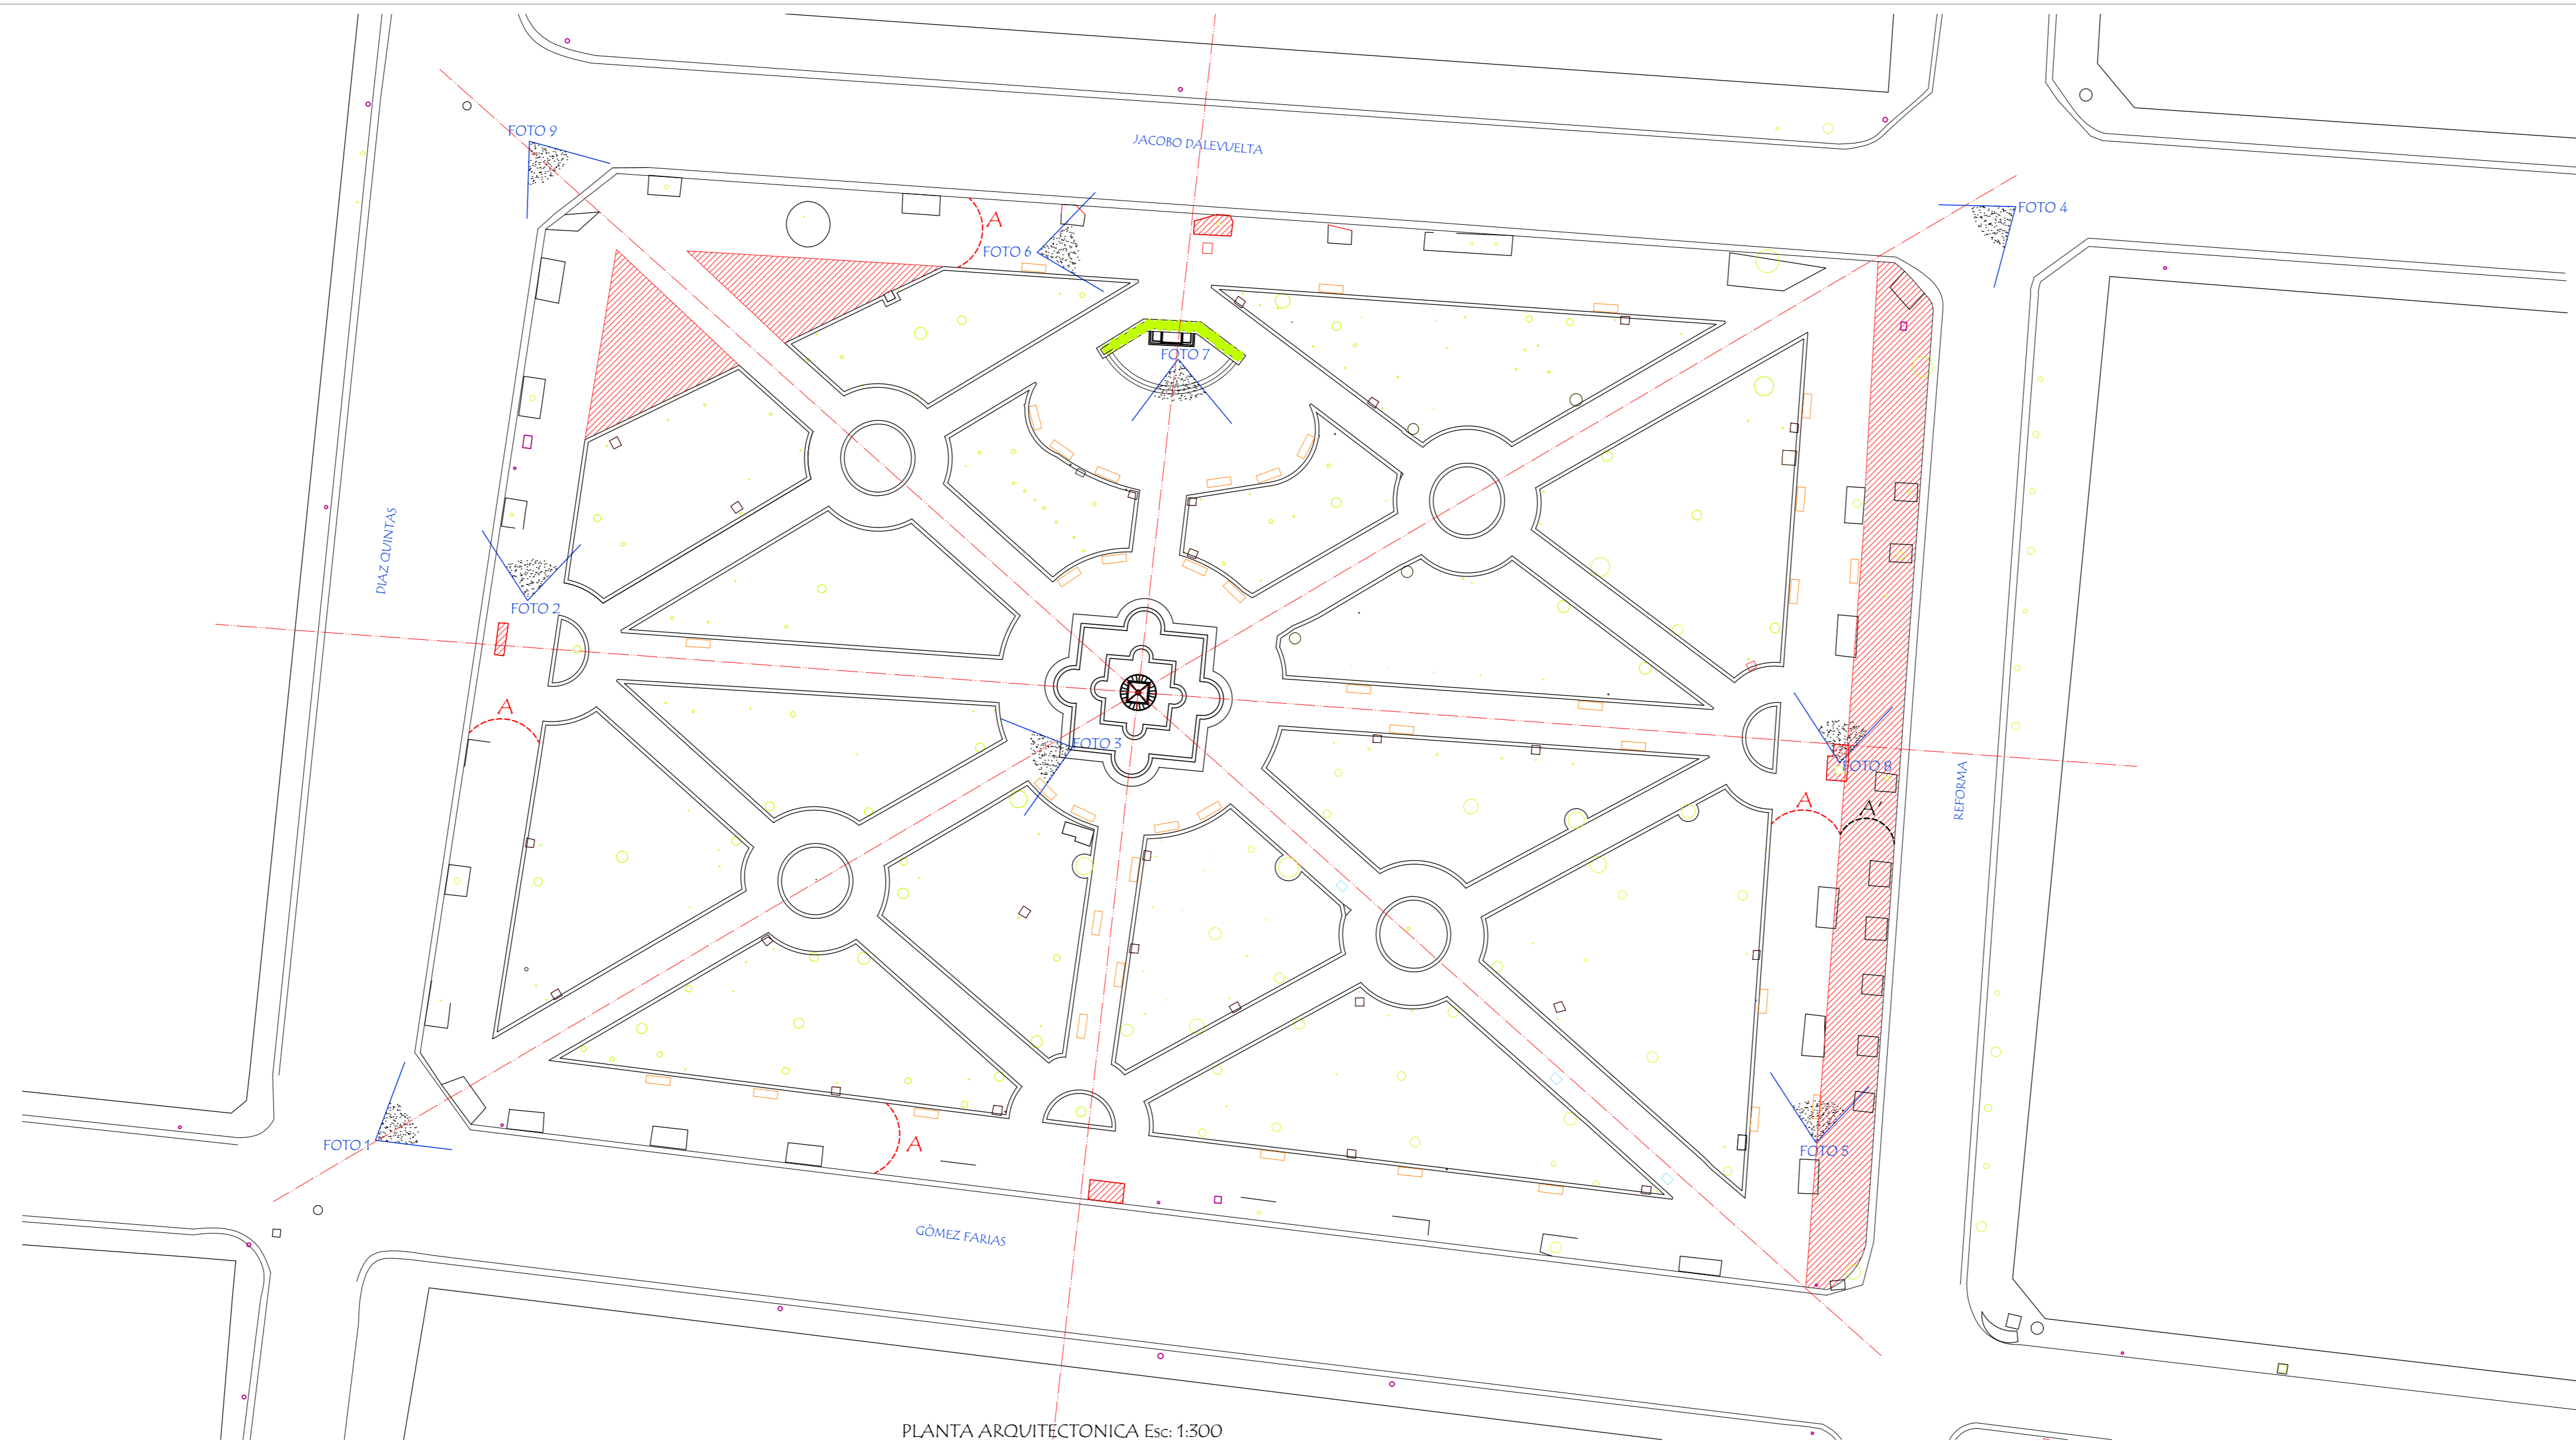 FOTO 9
JACOBO DALEVUELTA
FOTO 4
A
FOTO 6
FOTO 7
DIAZ QUINTAS
FOTO 2
A
FOTO 3
FOTO 8
REFORMA
A
A'
FOTO 1
A
FOTO 5
GÒMEZ FARIAS
PLANTA ARQUITECTONICA Esc: 1:300